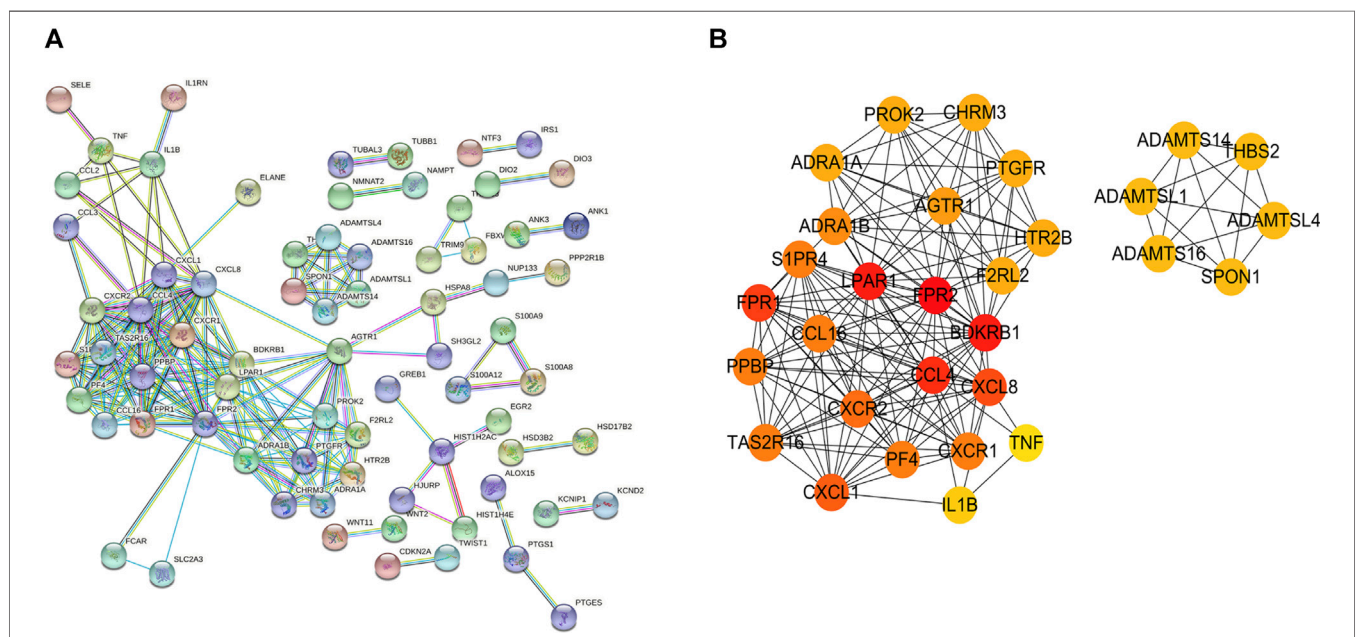 A
B
SELE
IL1RN
TNF
IL1B
CCL2
ELANE
CCL3
CXCL1
CXCL8
CXCR2
CCL4
CXCR1
TAS2R16
PPBP
PF4
CCL16
FPR1
FPR2
BDKRB1
LPAR1
AGTR1
PROK2
F2RL2
PTGFR
ADRA1B
HTR2B
CHRM3
ADRA1A
FCAR
SLC2A3
TUBAL3
TUBB1
NTF3
IRS1
NMNAT2
NAMPT
DIO2
DIO3
ADAMTSL4
ADAMTS16
SPON1
ADAMTSL1
ADAMTS14
TRIM9
ANK3
ANK1
NUP133
PPP2R1B
HSPA8
SH3GL2
S100A9
S100A12
S100A8
GREB1
EGR2
HIST1H2AC
HSD3B2
HSD17B2
HJURP
ALOX15
HIST1H4E
KCNIP1
KCND2
WNT11
WNT2
CDKN2A
TWIST1
PTGS1
PTGES
PROK2
CHRM3
ADRA1A
PTGFR
AGTR1
ADRA1B
HTR2B
S1PR4
F2RL2
LPAR1
FPR2
FPR1
CCL16
BDKRB1
PPBP
CCL4
CXCL8
CXCR2
TAS2R16
PF4
CXCR1
TNF
CXCL1
IL1B
ADAMTS14
THBS2
ADAMTSL1
ADAMTSL4
ADAMTS16
SPON1